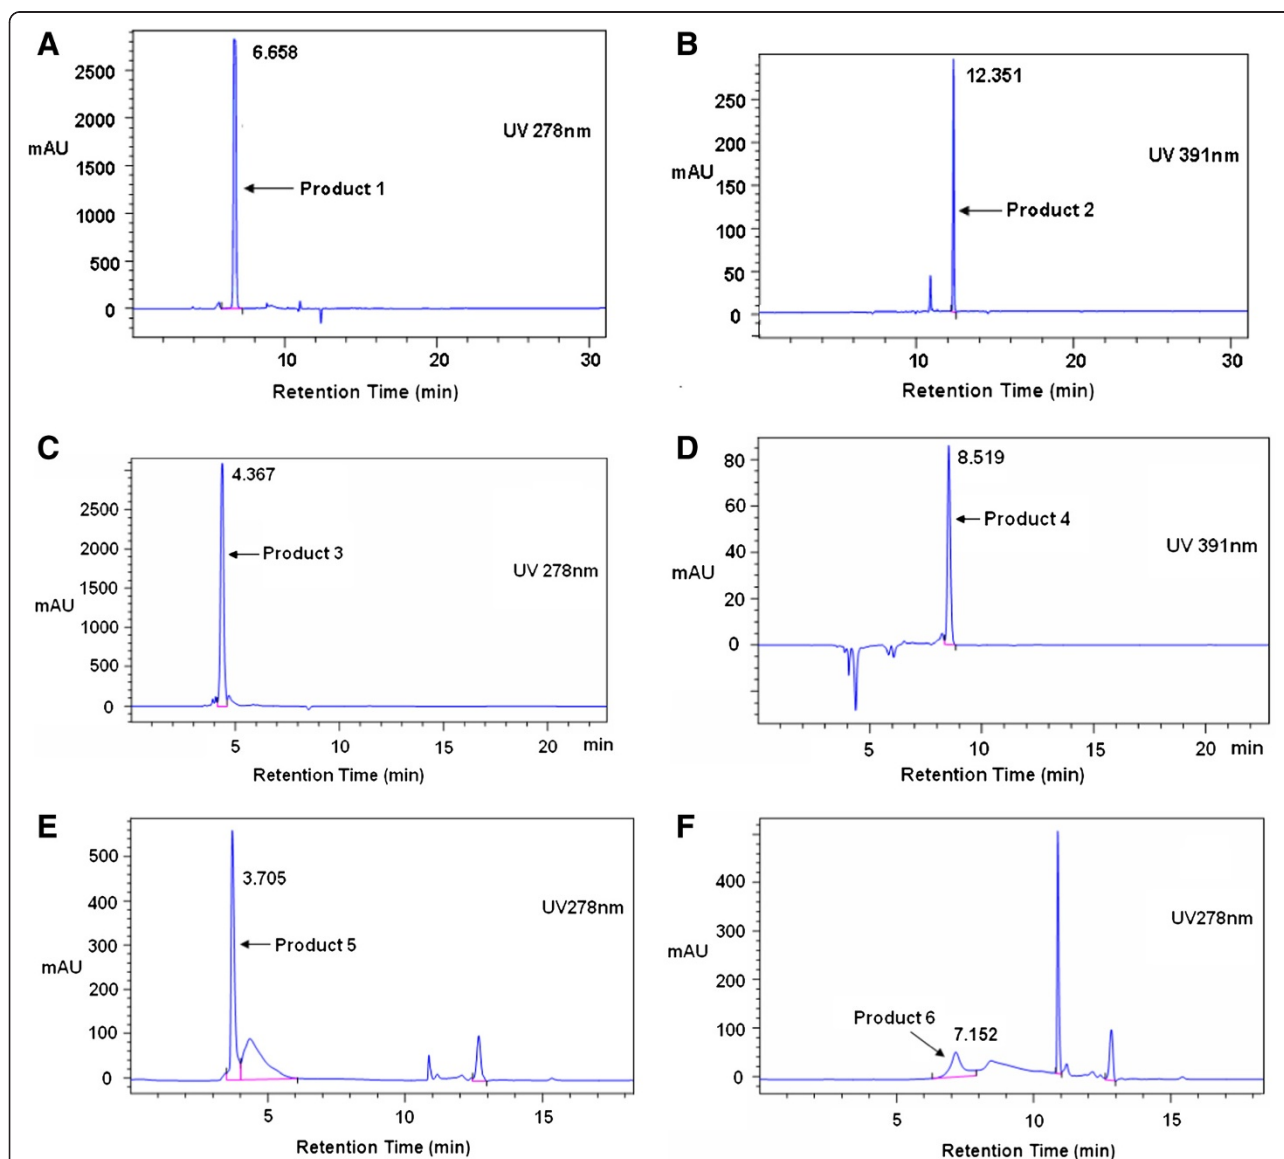 A
6.658
2500
2000
1500
1000
500
0
mAU
UV 278nm
Product 1
10
20
30
Retention Time (min)
B
12.351
250
200
150
100
50
0
mAU
UV 391nm
Product 2
10
20
30
Retention Time (min)
C
4.367
2500
2000
1500
1000
500
0
mAU
Product 3
UV 278nm
5
10
15
20
min
Retention Time (min)
D
8.519
80
60
40
20
0
mAU
Product 4
UV 391nm
5
10
15
20
min
Retention Time (min)
E
3.705
500
400
300
200
100
0
mAU
UV278nm
Product 5
5
10
15
Retention Time (min)
F
400
300
200
100
0
mAU
UV278nm
Product 6
7.152
5
10
15
Retention Time (min)